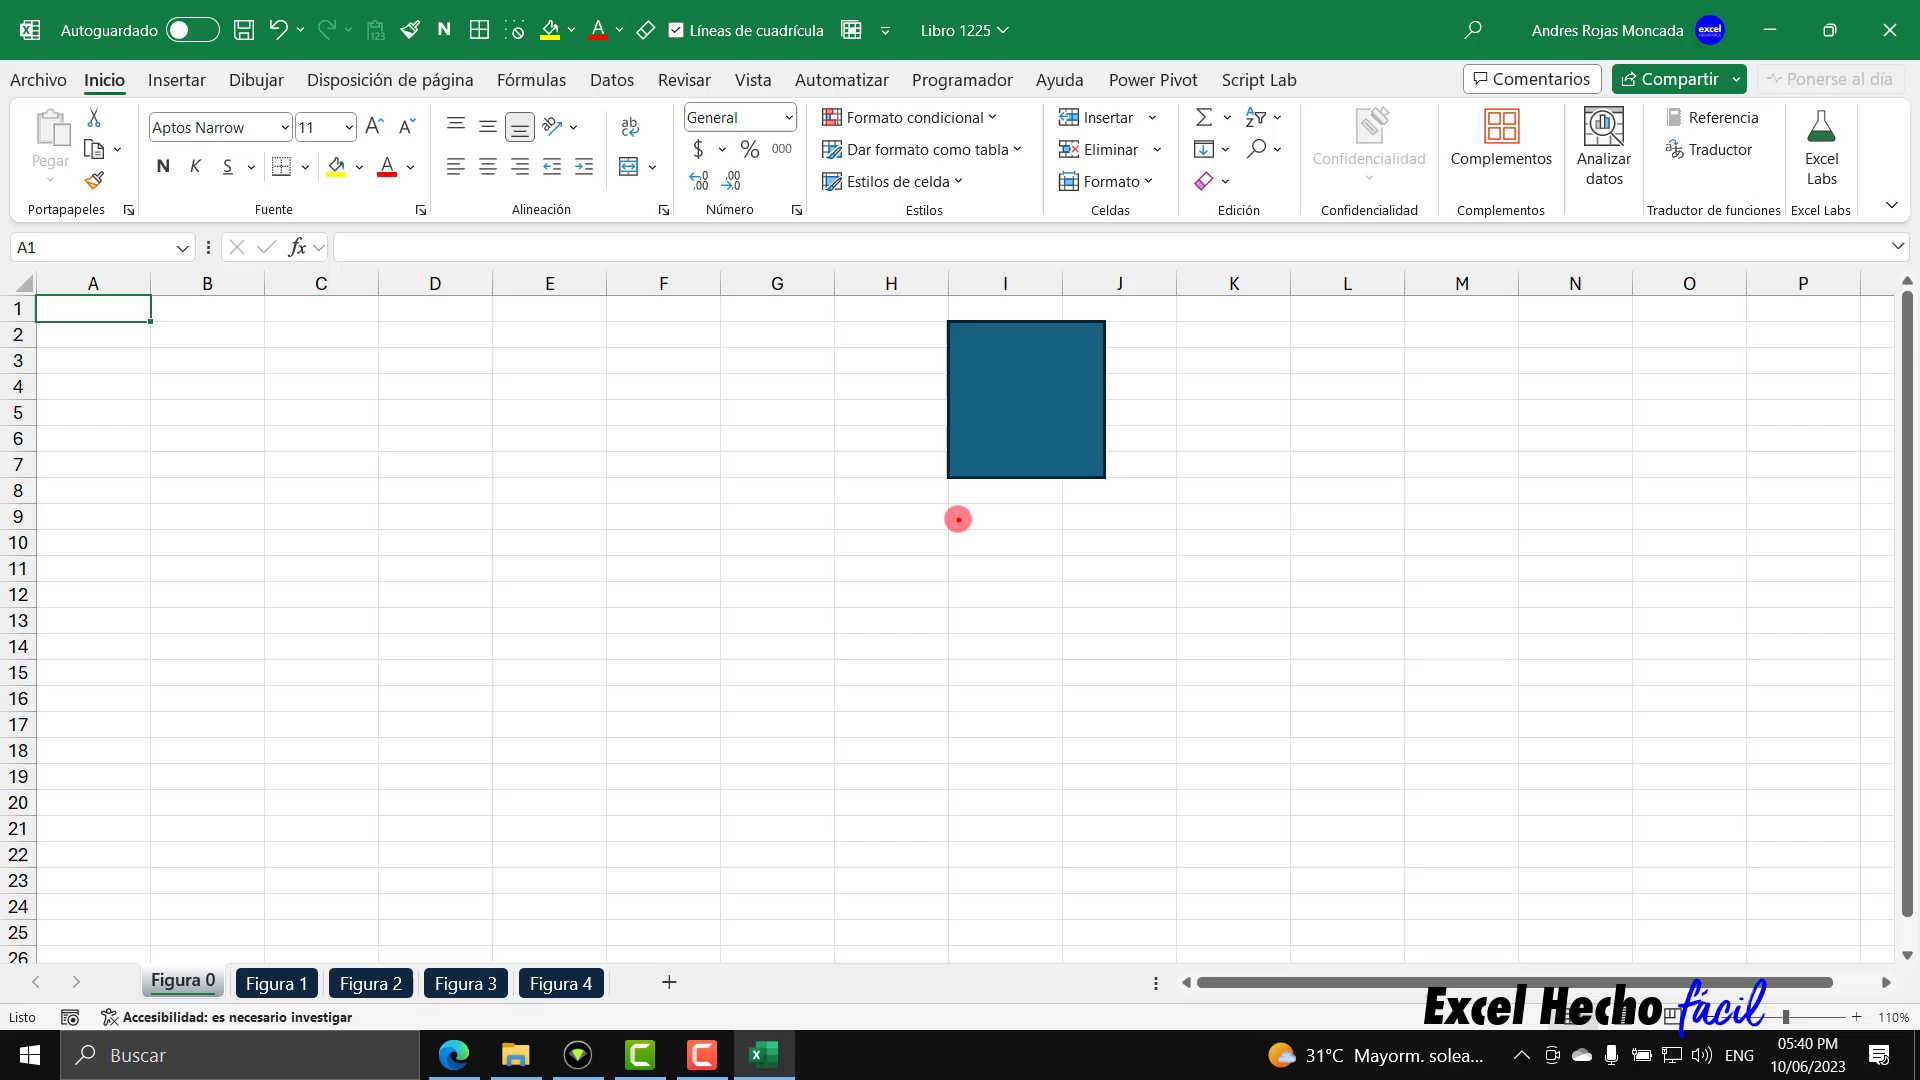 Autoguardado
123
N
A
Líneas de cuadrícula
Libro 1225
Andres Rojas Moncada
excel
Archivo
Inicio
Insertar
Dibujar
Disposición de página
Fórmulas
Datos
Revisar
Vista
Automatizar
Programador
Ayuda
Power Pivot
Script Lab
Comentarios
Compartir
Ponerse al día
Pegar
Portapapeles
Aptos Narrow
11
N K S
Fuente
Alineación
General
$ % 000
Número
Formato condicional
Dar formato como tabla
Estilos de celda
Estilos
Insertar
Eliminar
Formato
Celdas
Edición
Confidencialidad
Confidencialidad
Complementos
Complementos
Analizar
datos
Referencia
Traductor
Traductor de funciones
Excel
Labs
Excel Labs
A1
fx
A B C D E F G H I J K L M N O P
1
2
3
4
5
6
7
8
9
10
11
12
13
14
15
16
17
18
19
20
21
22
23
24
25
26
Figura 0
Figura 1
Figura 2
Figura 3
Figura 4
Listo
Accesibilidad: es necesario investigar
Excel Hecho fácil
110%
Buscar
31°C Mayorm. solea...
ENG
05:40 PM
10/06/2023